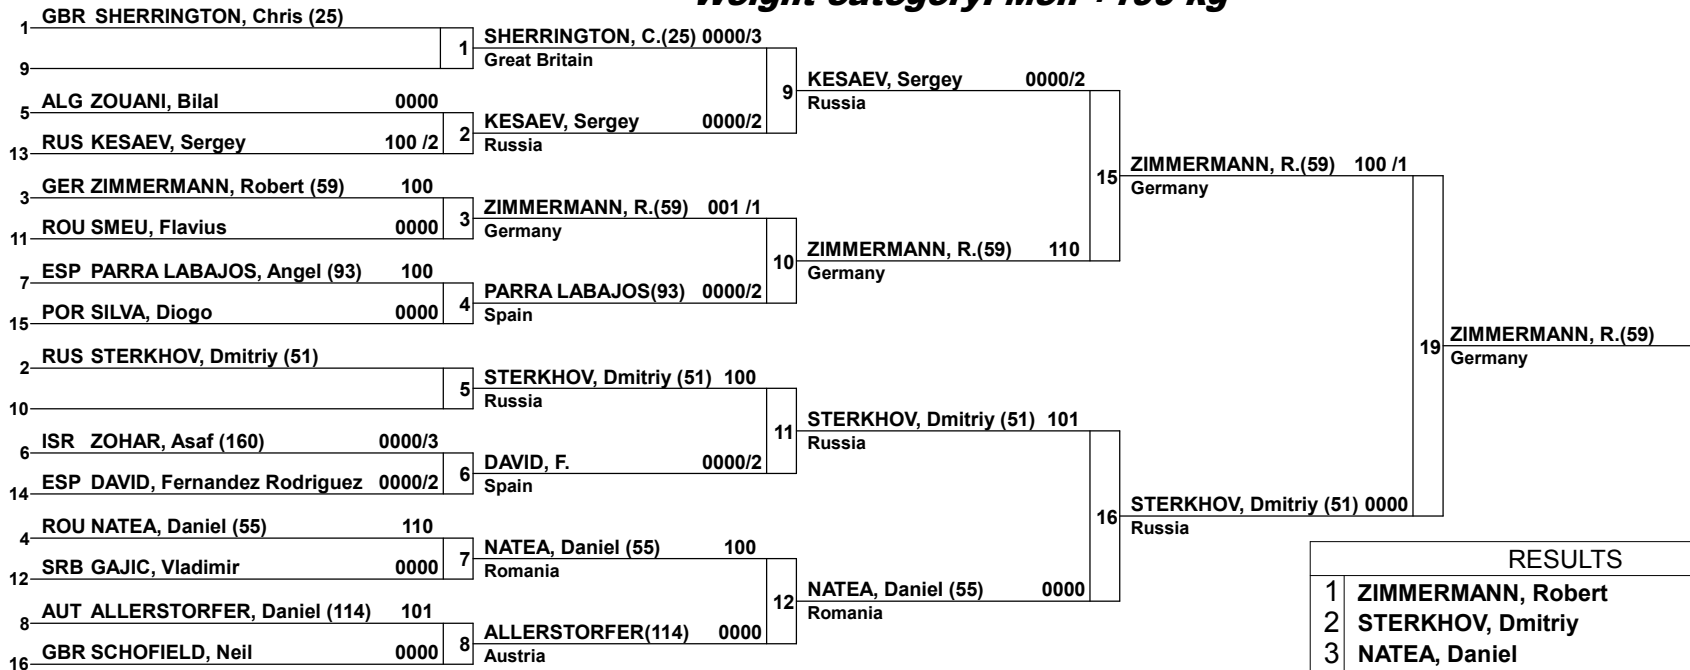 Weight category: Men +100 kg
1 GBR SHERRINGTON, Chris (25)
9
1
5 ALG ZOUANI, Bilal 0000
13 RUS KESAEV, Sergey 100 /2
2
3 GER ZIMMERMANN, Robert (59) 100
11 ROU SMEU, Flavius 0000
3
7 ESP PARRA LABAJOS, Angel (93) 100
15 POR SILVA, Diogo 0000
4
2 RUS STERKHOV, Dmitriy (51)
10
5
6 ISR ZOHAR, Asaf (160) 0000/3
14 ESP DAVID, Fernandez Rodriguez 0000/2
6
4 ROU NATEA, Daniel (55) 110
12 SRB GAJIC, Vladimir 0000
7
8 AUT ALLERSTORFER, Daniel (114) 101
16 GBR SCHOFIELD, Neil 0000
8
SHERRINGTON, C.(25) 0000/3
Great Britain
KESAEV, Sergey 0000/2
Russia
9
ZIMMERMANN, R.(59) 001 /1
Germany
PARRA LABAJOS(93) 0000/2
Spain
10
STERKHOV, Dmitriy (51) 100
Russia
DAVID, F. 0000/2
Spain
11
NATEA, Daniel (55) 100
Romania
ALLERSTORFER(114) 0000
Austria
12
KESAEV, Sergey 0000/2
Russia
ZIMMERMANN, R.(59) 110
Germany
15
STERKHOV, Dmitriy (51) 101
Russia
NATEA, Daniel (55) 0000
Romania
16
ZIMMERMANN, R.(59) 100 /1
Germany
STERKHOV, Dmitriy (51) 0000
Russia
19
ZIMMERMANN, R.(59)
Germany
RESULTS
1 ZIMMERMANN, Robert
2 STERKHOV, Dmitriy
3 NATEA, Daniel